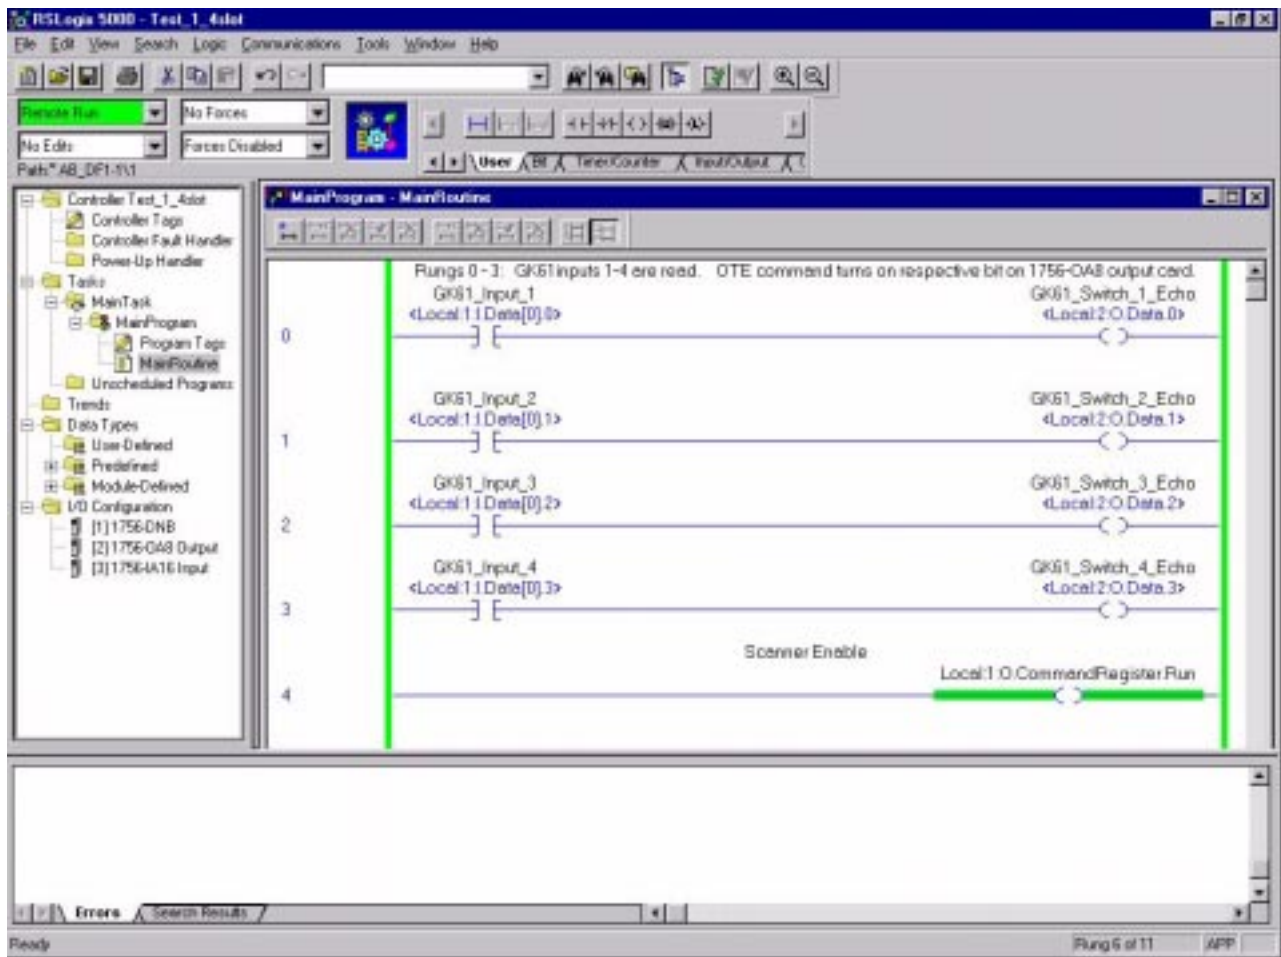 RSLogix 5000 - Test_1_4slot
File Edit View Search Logic Communications Tools Window Help
Remote Run
No Forces
No Edits
Forces Disabled
Path: AB_DF1-1\1
User Bit Timer/Counter Input/Output
Controller Test_1_4slot
Controller Tags
Controller Fault Handler
Power-Up Handler
Tasks
MainTask
MainProgram
Program Tags
MainRoutine
Unscheduled Programs
Trends
Data Types
User-Defined
Predefined
Module-Defined
I/O Configuration
[1] 1756-DNB
[2] 1756-OA8 Output
[3] 1756-IA16 Input
MainProgram - MainRoutine
Rungs 0 - 3: GK61 inputs 1-4 are read. OTE command turns on respective bit on 1756-OA8 output card.
GK61_Input_1 GK61_Switch_1_Echo
<Local:1:I.Data[0].0> <Local:2:O.Data.0>
0
GK61_Input_2 GK61_Switch_2_Echo
<Local:1:I.Data[0].1> <Local:2:O.Data.1>
1
GK61_Input_3 GK61_Switch_3_Echo
<Local:1:I.Data[0].2> <Local:2:O.Data.2>
2
GK61_Input_4 GK61_Switch_4_Echo
<Local:1:I.Data[0].3> <Local:2:O.Data.3>
3
Scanner Enable
Local:1:O.CommandRegister.Run
4
Errors Search Results
Ready
Rung 6 of 11 APP